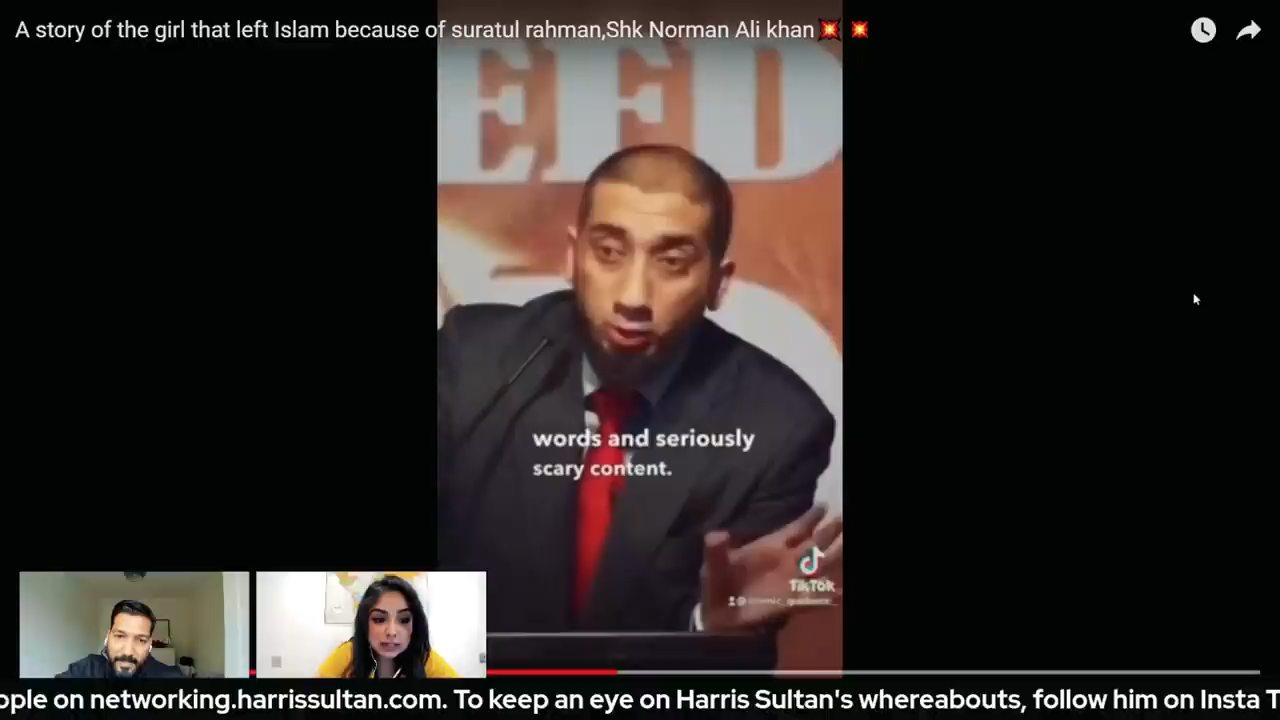 A story of the girl that left Islam because of suratul rahman,Shk Norman Ali khan💥 💥
EED
words and seriously
scary content.
TikTok
ople on networking.harrissultan.com. To keep an eye on Harris Sultan's whereabouts, follow him on Insta T